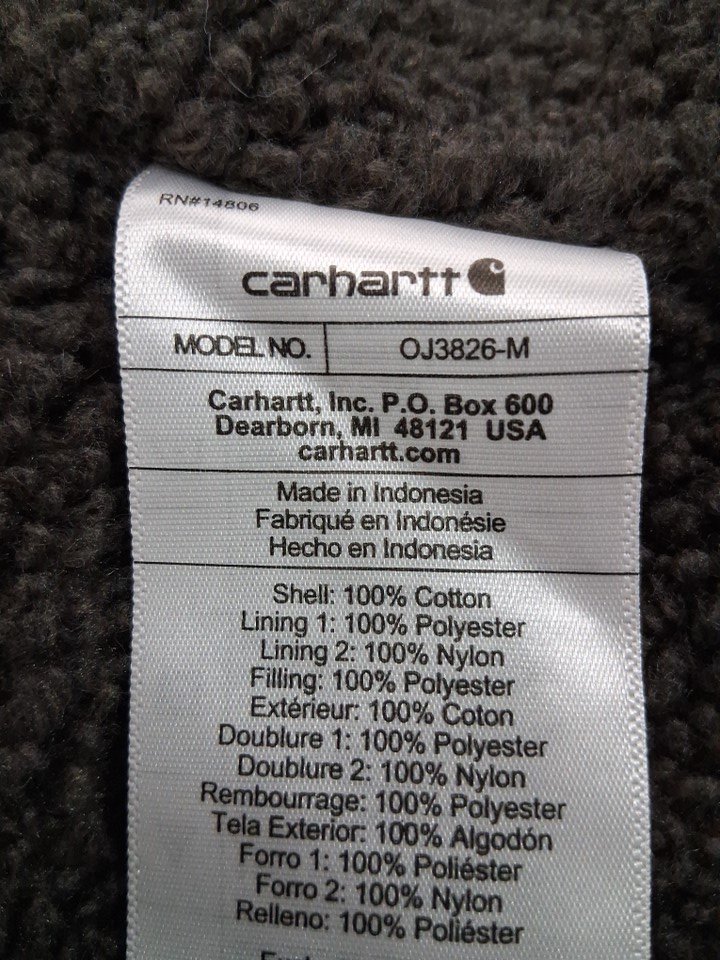 RN#14806
carhartt
MODEL NO. OJ3826-M
Carhartt, Inc. P.O. Box 600
Dearborn, MI 48121 USA
carhartt.com
Made in Indonesia
Fabriqué en Indonésie
Hecho en Indonesia
Shell: 100% Cotton
Lining 1: 100% Polyester
Lining 2: 100% Nylon
Filling: 100% Polyester
Extérieur: 100% Coton
Doublure 1: 100% Polyester
Doublure 2: 100% Nylon
Rembourrage: 100% Polyester
Tela Exterior: 100% Algodón
Forro 1: 100% Poliéster
Forro 2: 100% Nylon
Relleno: 100% Poliéster